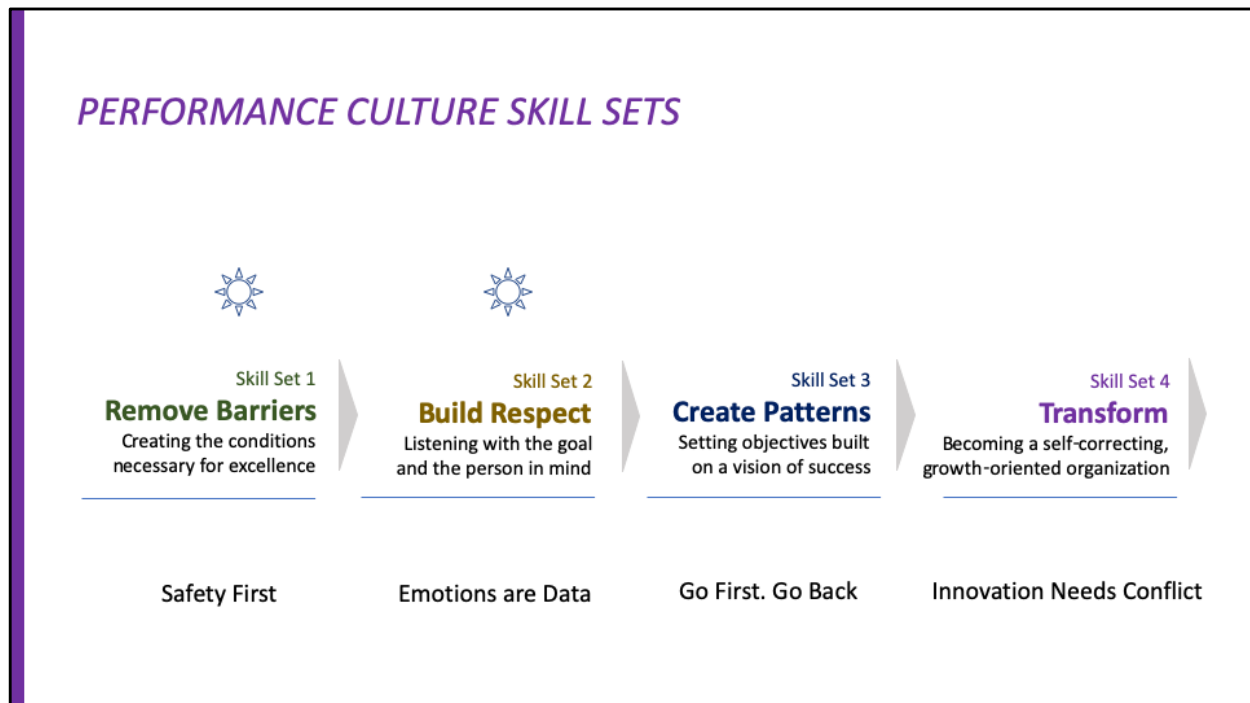 PERFORMANCE CULTURE SKILL SETS
Skill Set 1
Remove Barriers
Creating the conditions
necessary for excellence
Safety First
Skill Set 2
Build Respect
Listening with the goal
and the person in mind
Emotions are Data
Skill Set 3
Create Patterns
Setting objectives built
on a vision of success
Go First. Go Back
Skill Set 4
Transform
Becoming a self-correcting,
growth-oriented organization
Innovation Needs Conflict